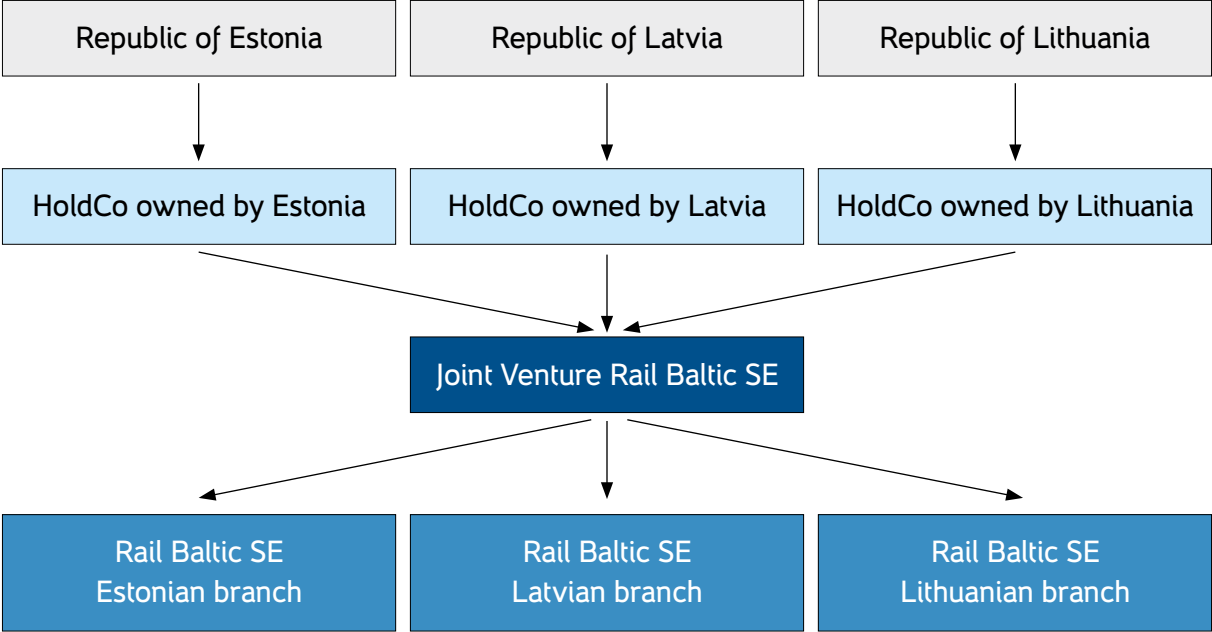 Republic of Estonia
Republic of Latvia
Republic of Lithuania
HoldCo owned by Estonia
HoldCo owned by Latvia
HoldCo owned by Lithuania
Joint Venture Rail Baltic SE
Rail Baltic SE
Estonian branch
Rail Baltic SE
Latvian branch
Rail Baltic SE
Lithuanian branch